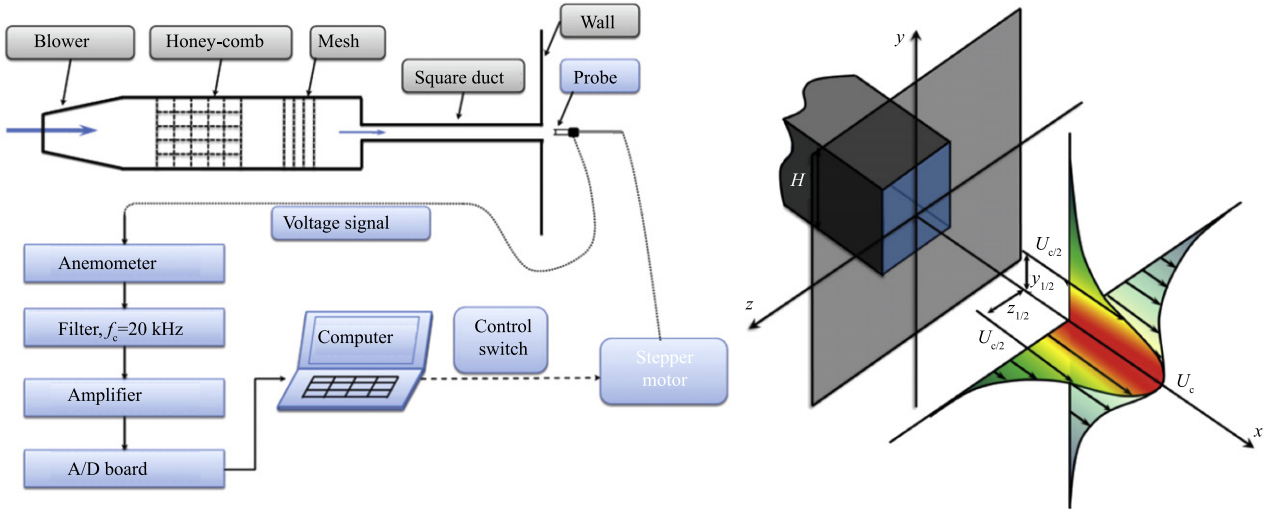 Blower
Honey-comb
Mesh
Wall
Square duct
Probe
Voltage signal
Anemometer
Filter, fc=20 kHz
Amplifier
A/D board
Computer
Control
switch
Stepper
motor
y
H
z
Uc/2
y1/2
z1/2
Uc/2
Uc
x